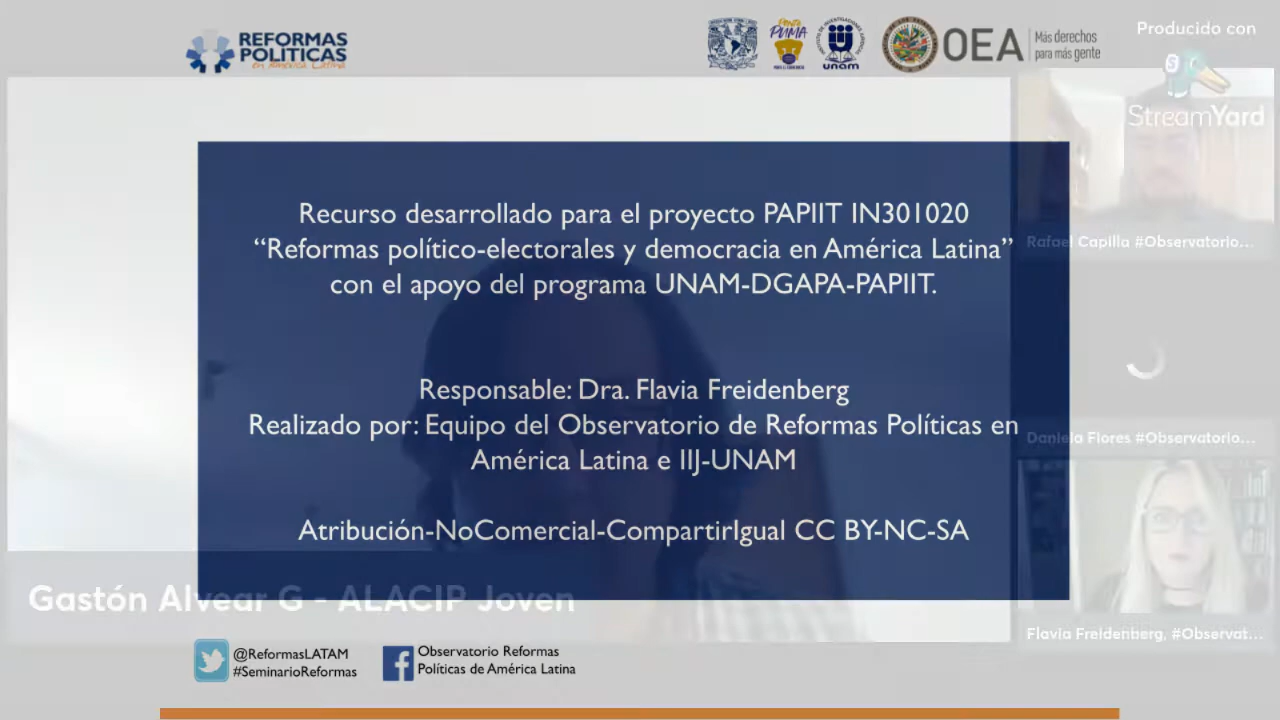 REFORMAS
POLÍTICAS
en América Latina
PUMA
unam
OEA
Más derechos
para más gente
Producido con
StreamYard
Recurso desarrollado para el proyecto PAPIIT IN301020
“Reformas político-electorales y democracia en América Latina”
con el apoyo del programa UNAM-DGAPA-PAPIIT.
Rafael Capilla #Observatorio...
Responsable: Dra. Flavia Freidenberg
Realizado por: Equipo del Observatorio de Reformas Políticas en
América Latina e IIJ-UNAM
Daniela Flores #Observatorio...
Atribución-NoComercial-CompartirIgual CC BY-NC-SA
Gastón Alvear G - ALACIP Joven
Flavia Freidenberg, #Observat...
@ReformasLATAM
#SeminarioReformas
Observatorio Reformas
Políticas de América Latina